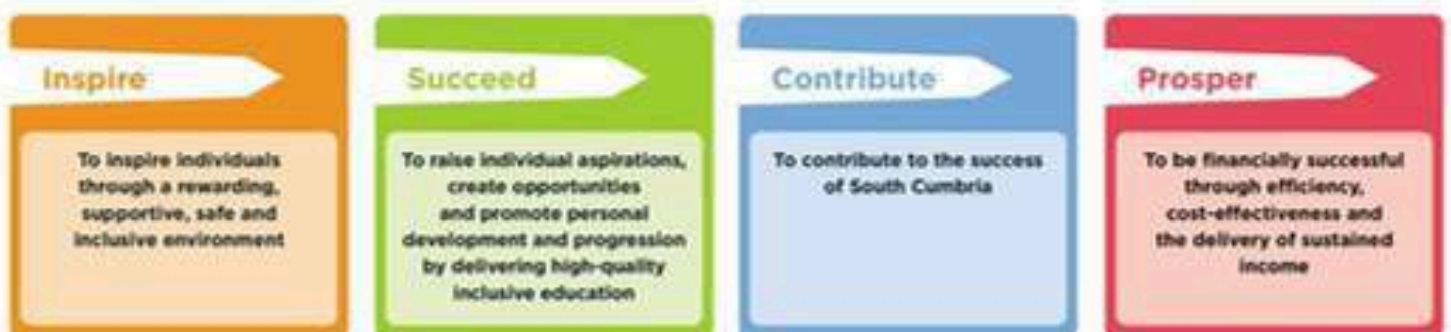 Inspire
To inspire individuals
through a rewarding,
supportive, safe and
inclusive environment
Succeed
To raise individual aspirations,
create opportunities
and promote personal
development and progression
by delivering high-quality
inclusive education
Contribute
To contribute to the success
of South Cumbria
Prosper
To be financially successful
through efficiency,
cost-effectiveness and
the delivery of sustained
income